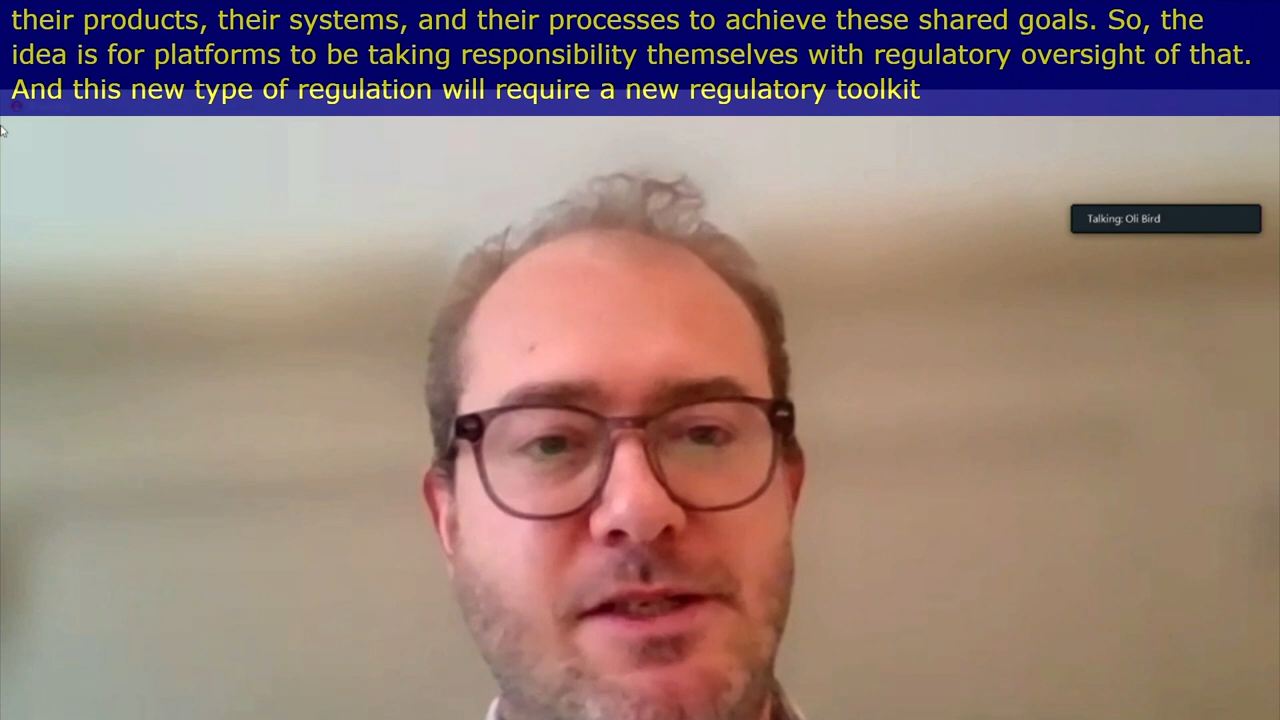 their products, their systems, and their processes to achieve these shared goals. So, the
idea is for platforms to be taking responsibility themselves with regulatory oversight of that.
And this new type of regulation will require a new regulatory toolkit
Talking: Oli Bird